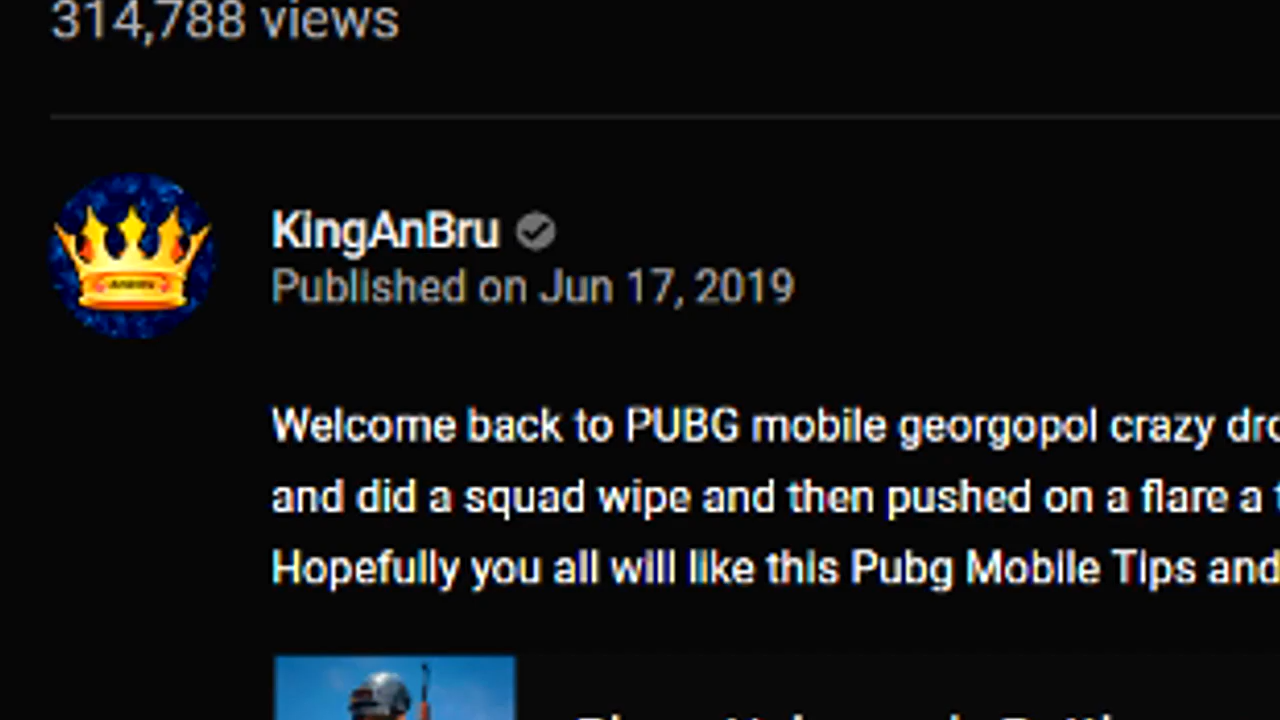 314,788 views
KingAnBru
Published on Jun 17, 2019
Welcome back to PUBG mobile georgopol crazy
and did a squad wipe and then pushed on a flare a
Hopefully you all will like this Pubg Mobile Tips and